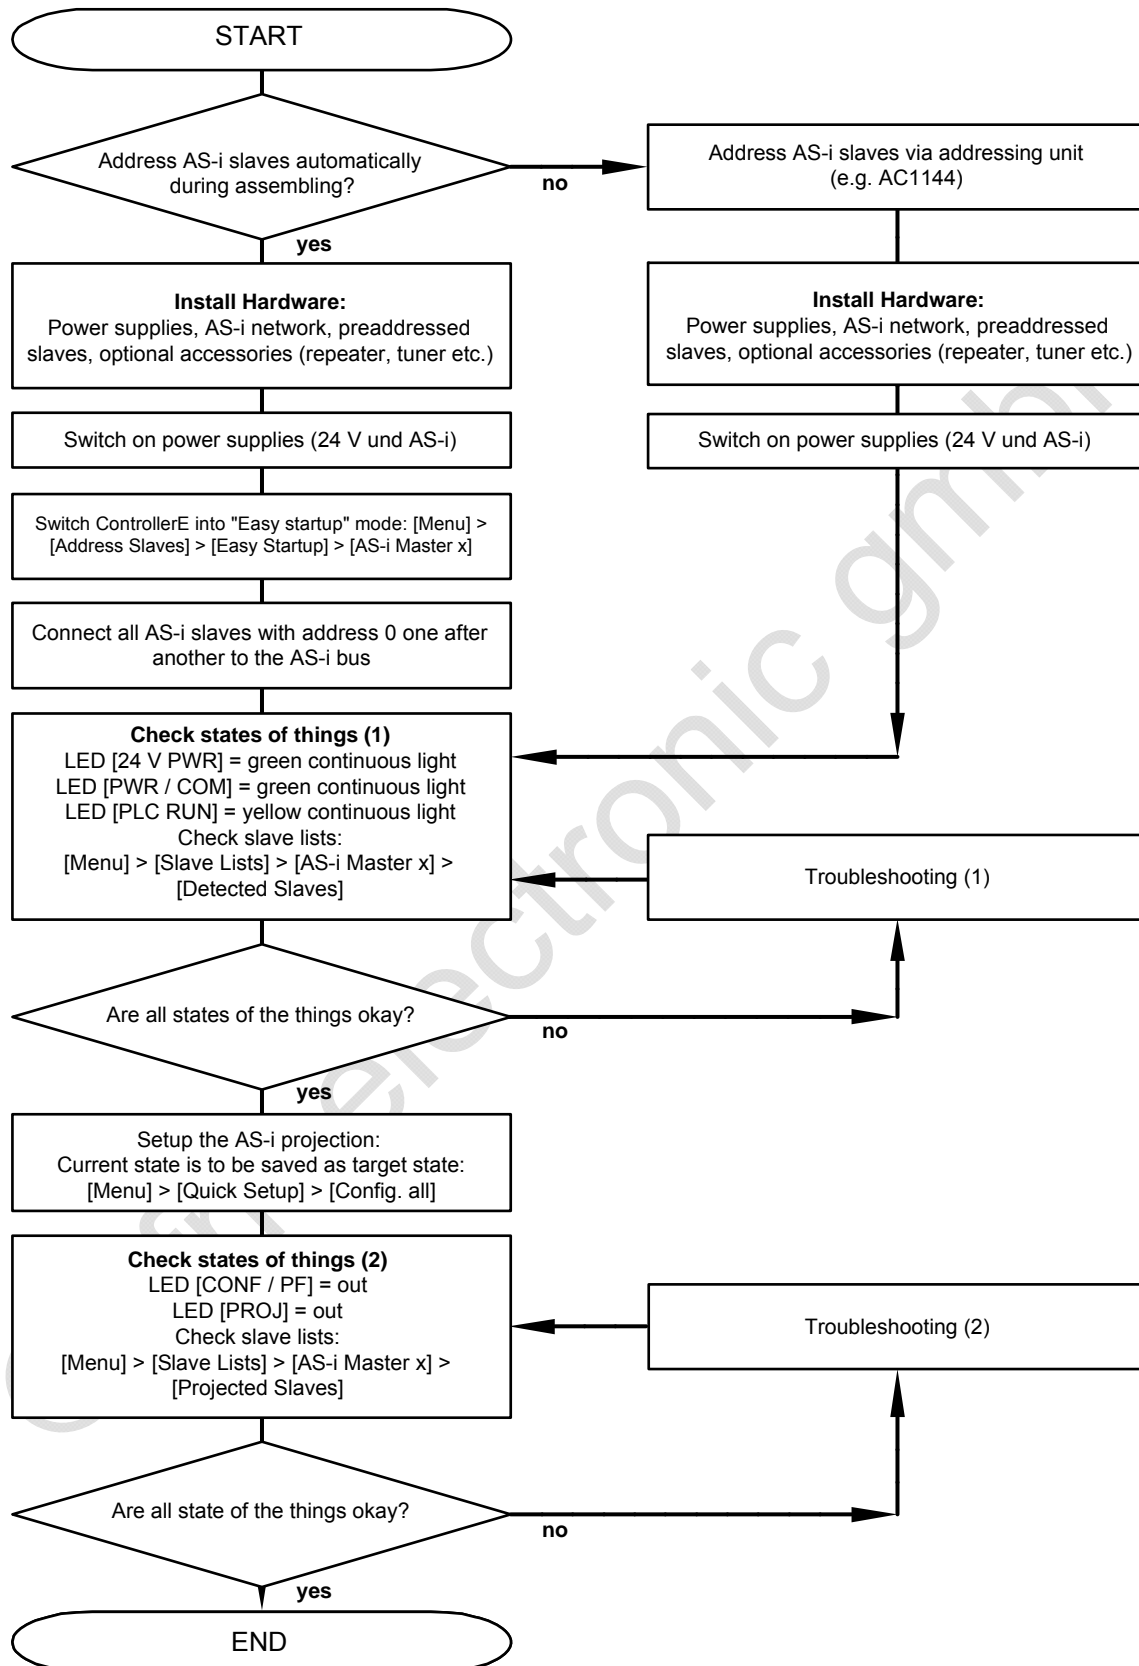 START
Address AS-i slaves automatically
during assembling?
no
yes
Address AS-i slaves via addressing unit
(e.g. AC1144)
Install Hardware:
Power supplies, AS-i network, preaddressed
slaves, optional accessories (repeater, tuner etc.)
Install Hardware:
Power supplies, AS-i network, preaddressed
slaves, optional accessories (repeater, tuner etc.)
Switch on power supplies (24 V und AS-i)
Switch on power supplies (24 V und AS-i)
Switch ControllerE into "Easy startup" mode: [Menu] >
[Address Slaves] > [Easy Startup] > [AS-i Master x]
Connect all AS-i slaves with address 0 one after
another to the AS-i bus
Check states of things (1)
LED [24 V PWR] = green continuous light
LED [PWR / COM] = green continuous light
LED [PLC RUN] = yellow continuous light
Check slave lists:
[Menu] > [Slave Lists] > [AS-i Master x] >
[Detected Slaves]
Troubleshooting (1)
Are all states of the things okay?
no
yes
Setup the AS-i projection:
Current state is to be saved as target state:
[Menu] > [Quick Setup] > [Config. all]
Check states of things (2)
LED [CONF / PF] = out
LED [PROJ] = out
Check slave lists:
[Menu] > [Slave Lists] > [AS-i Master x] >
[Projected Slaves]
Troubleshooting (2)
Are all state of the things okay?
no
yes
END
electronic gmb